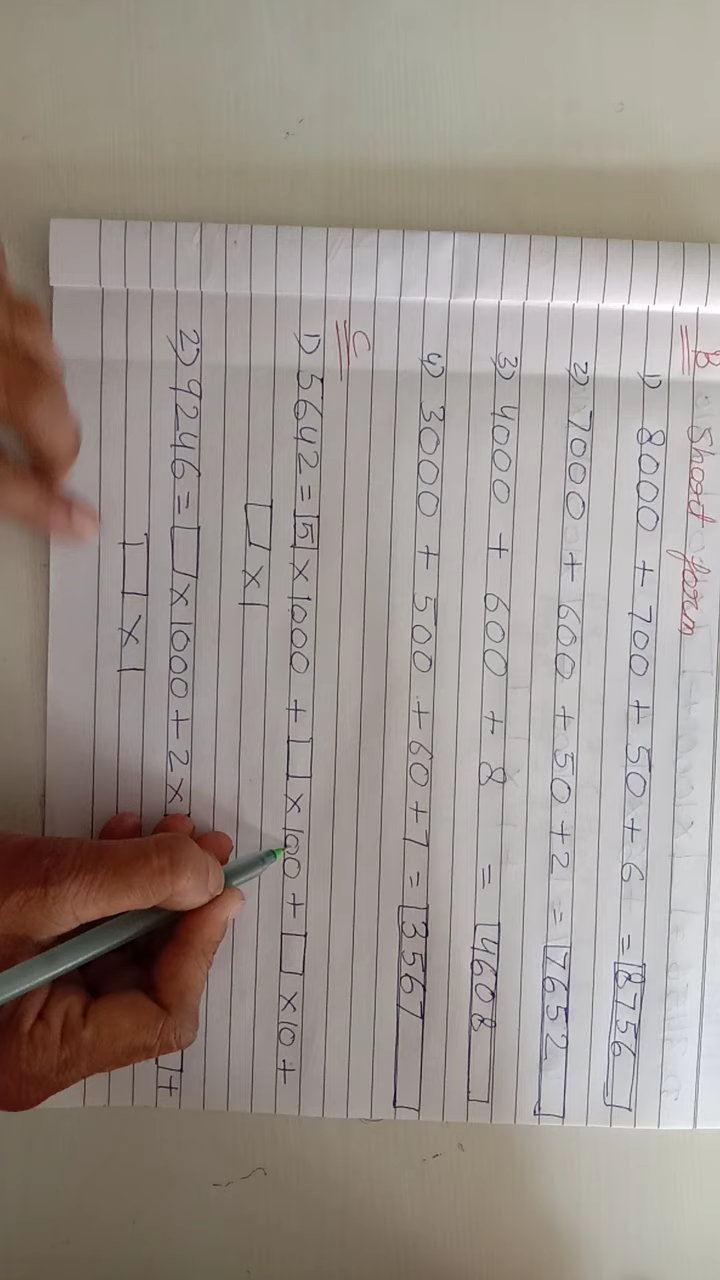 B Short form
1) 8000 + 700 + 50 + 6 = 8756
2) 7000 + 600 + 50 + 2 = 7652
3) 4000 + 600 + 8 = 4608
4) 3000 + 500 + 60 + 7 = 3567
C
1) 5642 = 5 × 1000 + □ × 100 + □ × 10 +
□ × 1
2) 9246 = □ × 1000 + 2 ×
□ × 1